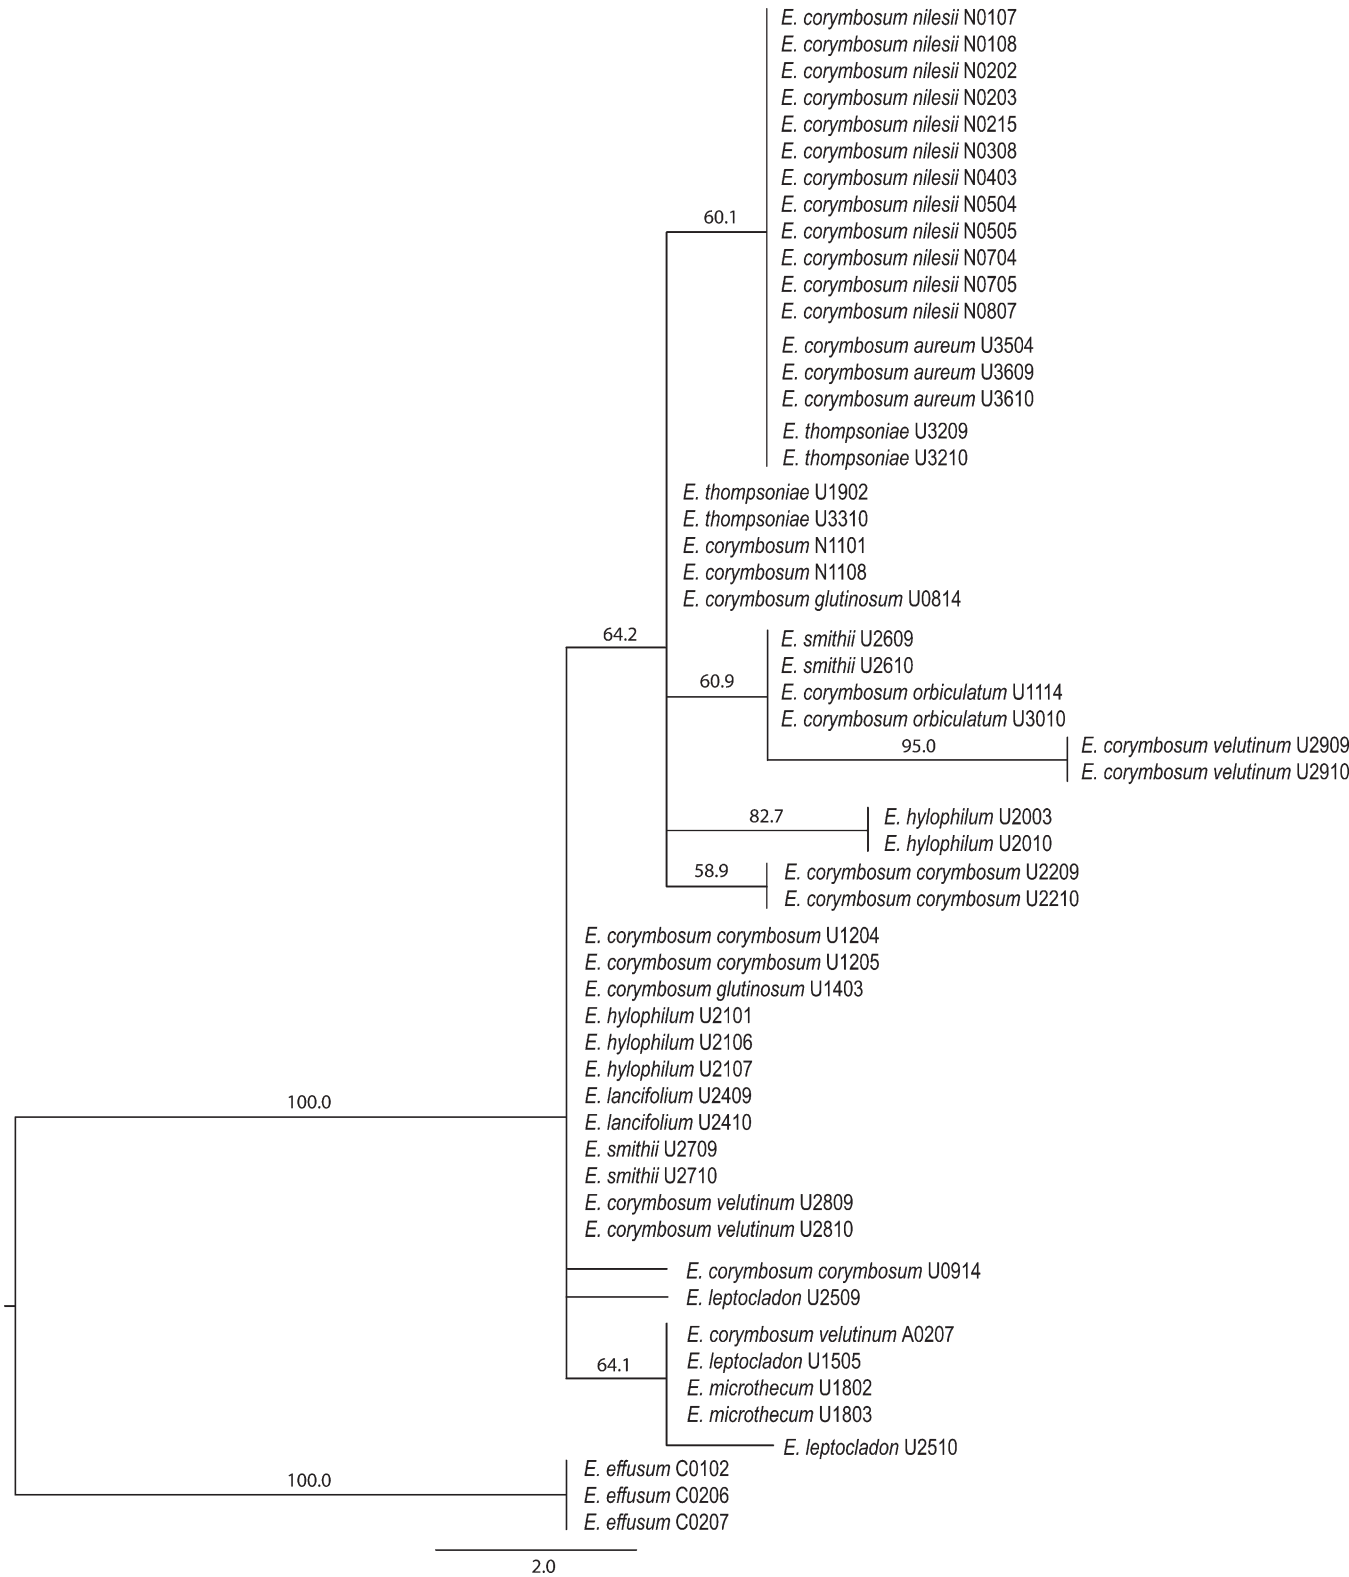 E. corymbosum nilesii N0107
E. corymbosum nilesii N0108
E. corymbosum nilesii N0202
E. corymbosum nilesii N0203
E. corymbosum nilesii N0215
E. corymbosum nilesii N0308
E. corymbosum nilesii N0403
E. corymbosum nilesii N0504
60.1
E. corymbosum nilesii N0505
E. corymbosum nilesii N0704
E. corymbosum nilesii N0705
E. corymbosum nilesii N0807
E. corymbosum aureum U3504
E. corymbosum aureum U3609
E. corymbosum aureum U3610
E. thompsoniae U3209
E. thompsoniae U3210
E. thompsoniae U1902
E. thompsoniae U3310
E. corymbosum N1101
E. corymbosum N1108
E. corymbosum glutinosum U0814
64.2
E. smithii U2609
E. smithii U2610
60.9
E. corymbosum orbiculatum U1114
E. corymbosum orbiculatum U3010
95.0
E. corymbosum velutinum U2909
E. corymbosum velutinum U2910
82.7
E. hylophilum U2003
E. hylophilum U2010
58.9
E. corymbosum corymbosum U2209
E. corymbosum corymbosum U2210
E. corymbosum corymbosum U1204
E. corymbosum corymbosum U1205
E. corymbosum glutinosum U1403
E. hylophilum U2101
E. hylophilum U2106
E. hylophilum U2107
E. lancifolium U2409
100.0
E. lancifolium U2410
E. smithii U2709
E. smithii U2710
E. corymbosum velutinum U2809
E. corymbosum velutinum U2810
E. corymbosum corymbosum U0914
E. leptocladon U2509
E. corymbosum velutinum A0207
64.1
E. leptocladon U1505
E. microthecum U1802
E. microthecum U1803
E. leptocladon U2510
E. effusum C0102
100.0
E. effusum C0206
E. effusum C0207
2.0